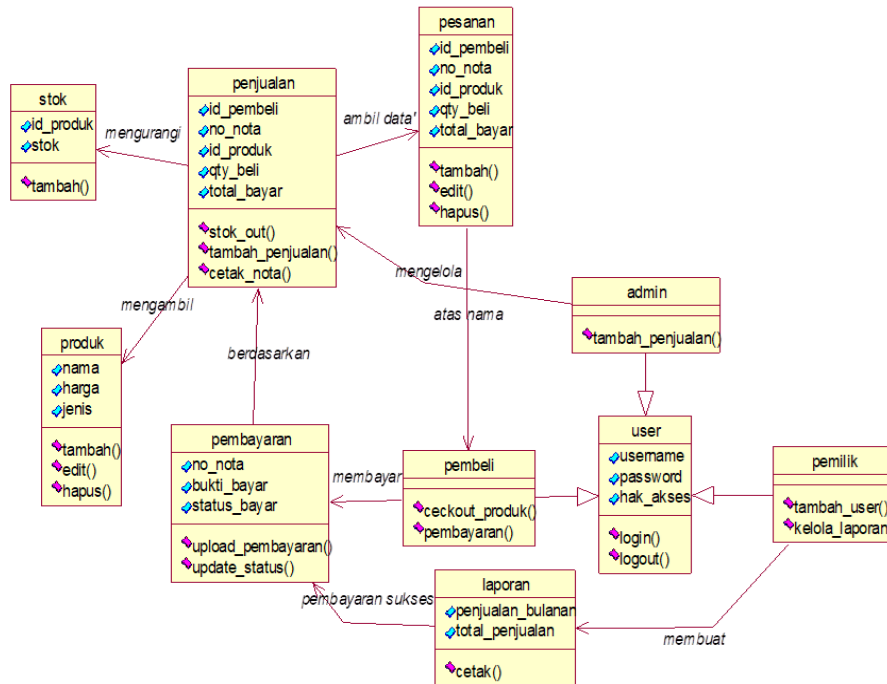 pesanan
id_pembeli
no_nota
id_produk
qty_beli
total_bayar
tambah()
edit()
hapus()
penjualan
id_pembeli
no_nota
id_produk
qty_beli
total_bayar
stok_out()
tambah_penjualan()
cetak_nota()
stok
id_produk
stok
tambah()
mengurangi
ambil data'
mengelola
atas nama
mengambil
berdasarkan
admin
tambah_penjualan()
produk
nama
harga
jenis
tambah()
edit()
hapus()
pembayaran
no_nota
bukti_bayar
status_bayar
upload_pembayaran()
update_status()
membayar
pembeli
ceckout_produk()
pembayaran()
user
username
password
hak_akses
login()
logout()
pemilik
tambah_user()
kelola_laporan
pembayaran sukses
laporan
penjualan_bulanan
total_penjualan
cetak()
membuat